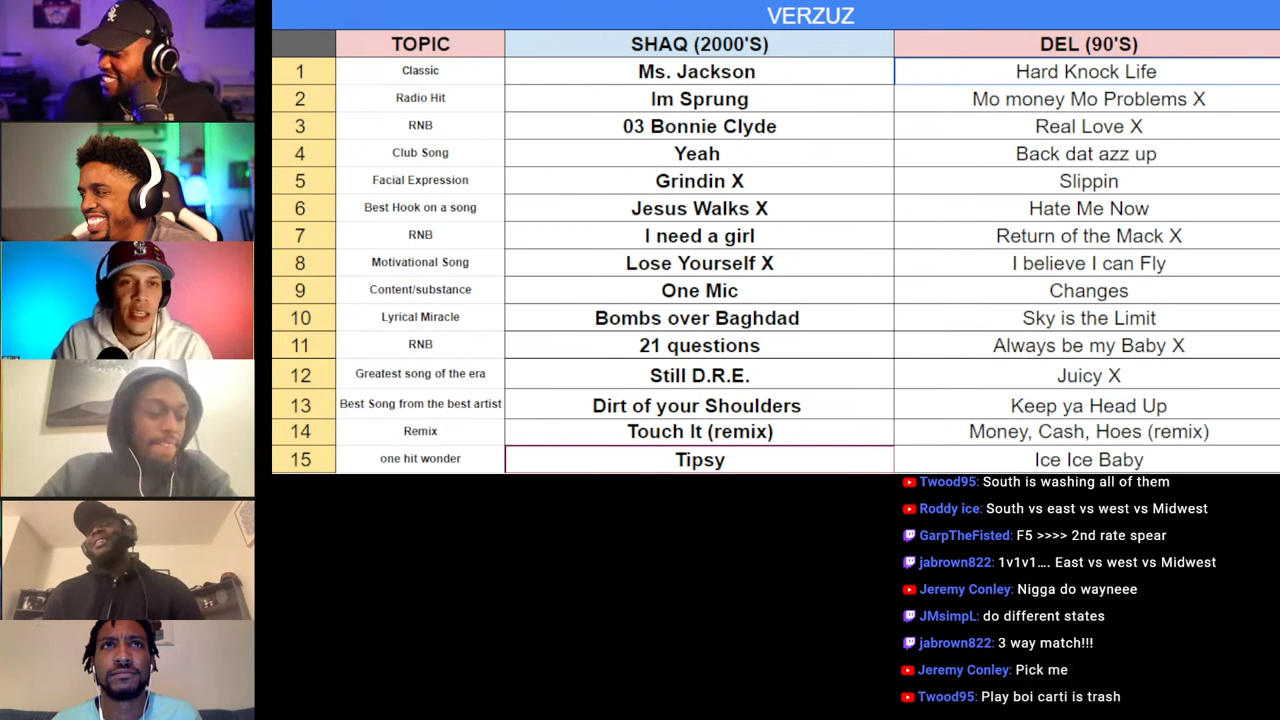 VERZUZ
TOPIC SHAQ (2000'S) DEL (90'S)
1 Classic Ms. Jackson Hard Knock Life
2 Radio Hit Im Sprung Mo money Mo Problems X
3 RNB 03 Bonnie Clyde Real Love X
4 Club Song Yeah Back dat azz up
5 Facial Expression Grindin X Slippin
6 Best Hook on a song Jesus Walks X Hate Me Now
7 RNB I need a girl Return of the Mack X
8 Motivational Song Lose Yourself X I believe I can Fly
9 Content/substance One Mic Changes
10 Lyrical Miracle Bombs over Baghdad Sky is the Limit
11 RNB 21 questions Always be my Baby X
12 Greatest song of the era Still D.R.E. Juicy X
13 Best Song from the best artist Dirt of your Shoulders Keep ya Head Up
14 Remix Touch It (remix) Money, Cash, Hoes (remix)
15 one hit wonder Tipsy Ice Ice Baby
Twood95: South is washing all of them
Roddy ice: South vs east vs west vs Midwest
GarpTheFisted: F5 >>>> 2nd rate spear
jabrown822: 1v1v1.... East vs west vs Midwest
Jeremy Conley: Nigga do wayneee
JMsimpL: do different states
jabrown822: 3 way match!!!
Jeremy Conley: Pick me
Twood95: Play boi carti is trash